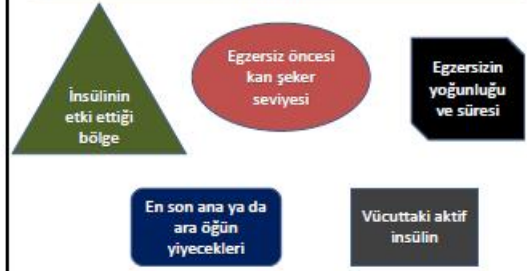 İnsülinin
etki ettiği
bölge
Egzersiz öncesi
kan şeker
seviyesi
Egzersizin
yoğunluğu
ve süresi
En son ana ya da
ara öğün
yiyecekleri
Vücuttaki aktif
insülin